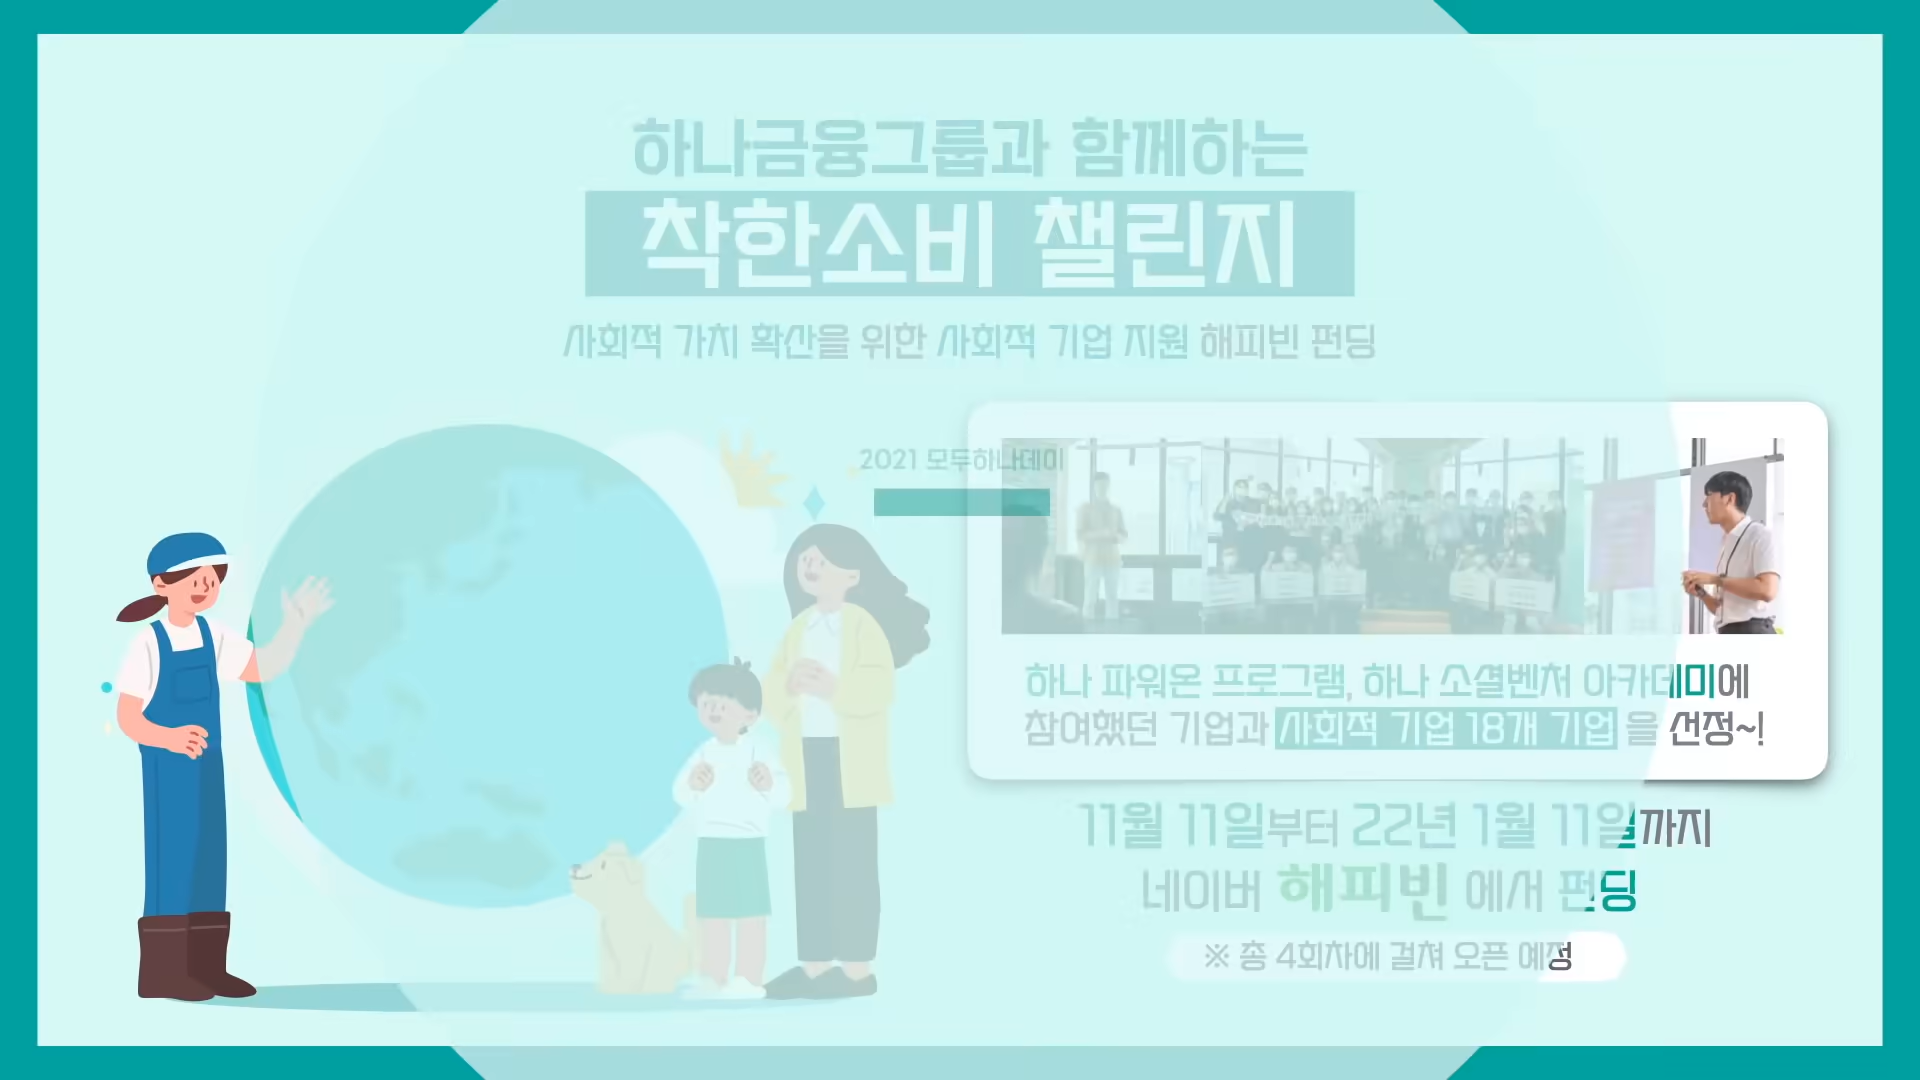 하나금융그룹과 함께하는
착한소비 챌린지
사회적 가치 확산을 위한 사회적 기업 지원 해피빈 펀딩
2021 모두하나데이
하나 파워온 프로그램, 하나 소셜벤처 아카데미에
참여했던 기업과 사회적 기업 18개 기업 을 선정~!
11월 11일부터 22년 1월 11일까지
네이버 해피빈 에서 펀딩
※ 총 4회차에 걸쳐 오픈 예정